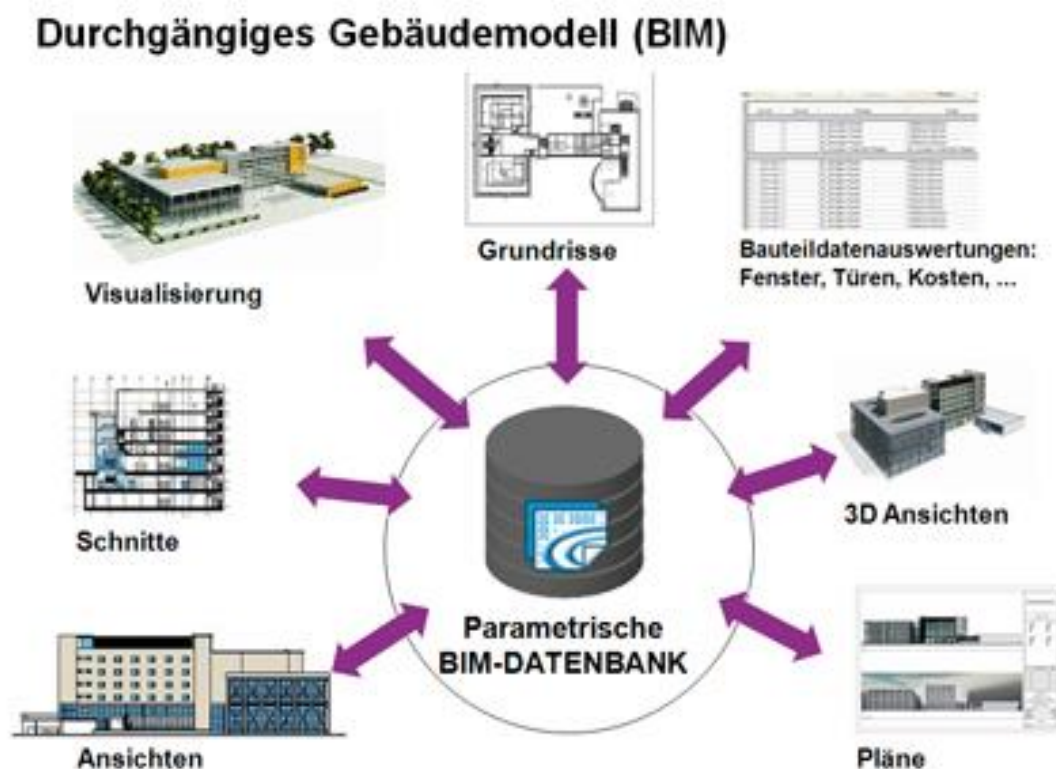 Durchgängiges Gebäudemodell (BIM)
Visualisierung
Grundrisse
Bauteildatenauswertungen:
Fenster, Türen, Kosten, ...
Schnitte
3D Ansichten
Parametrische
BIM-DATENBANK
Ansichten
Pläne